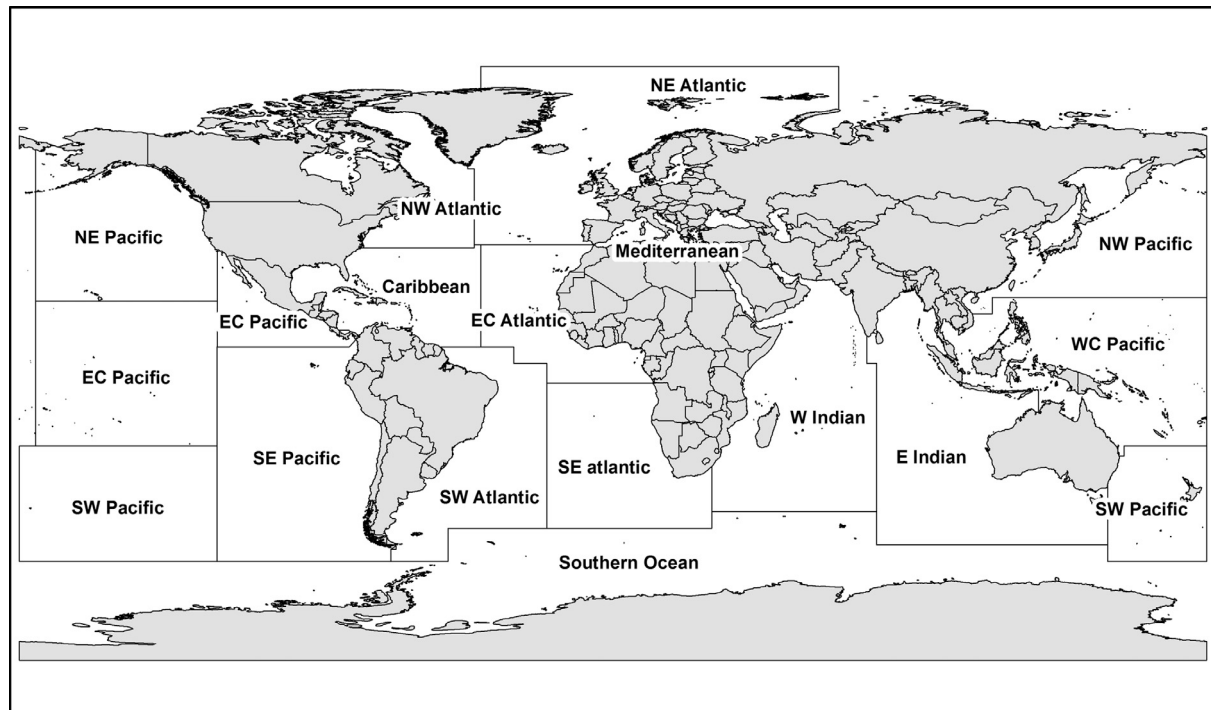 NE Atlantic
NW Atlantic
NE Pacific
NW Pacific
Mediterranean
Caribbean
EC Pacific
EC Atlantic
WC Pacific
EC Pacific
W Indian
SE Pacific
E Indian
SE atlantic
SW Atlantic
SW Pacific
SW Pacific
Southern Ocean